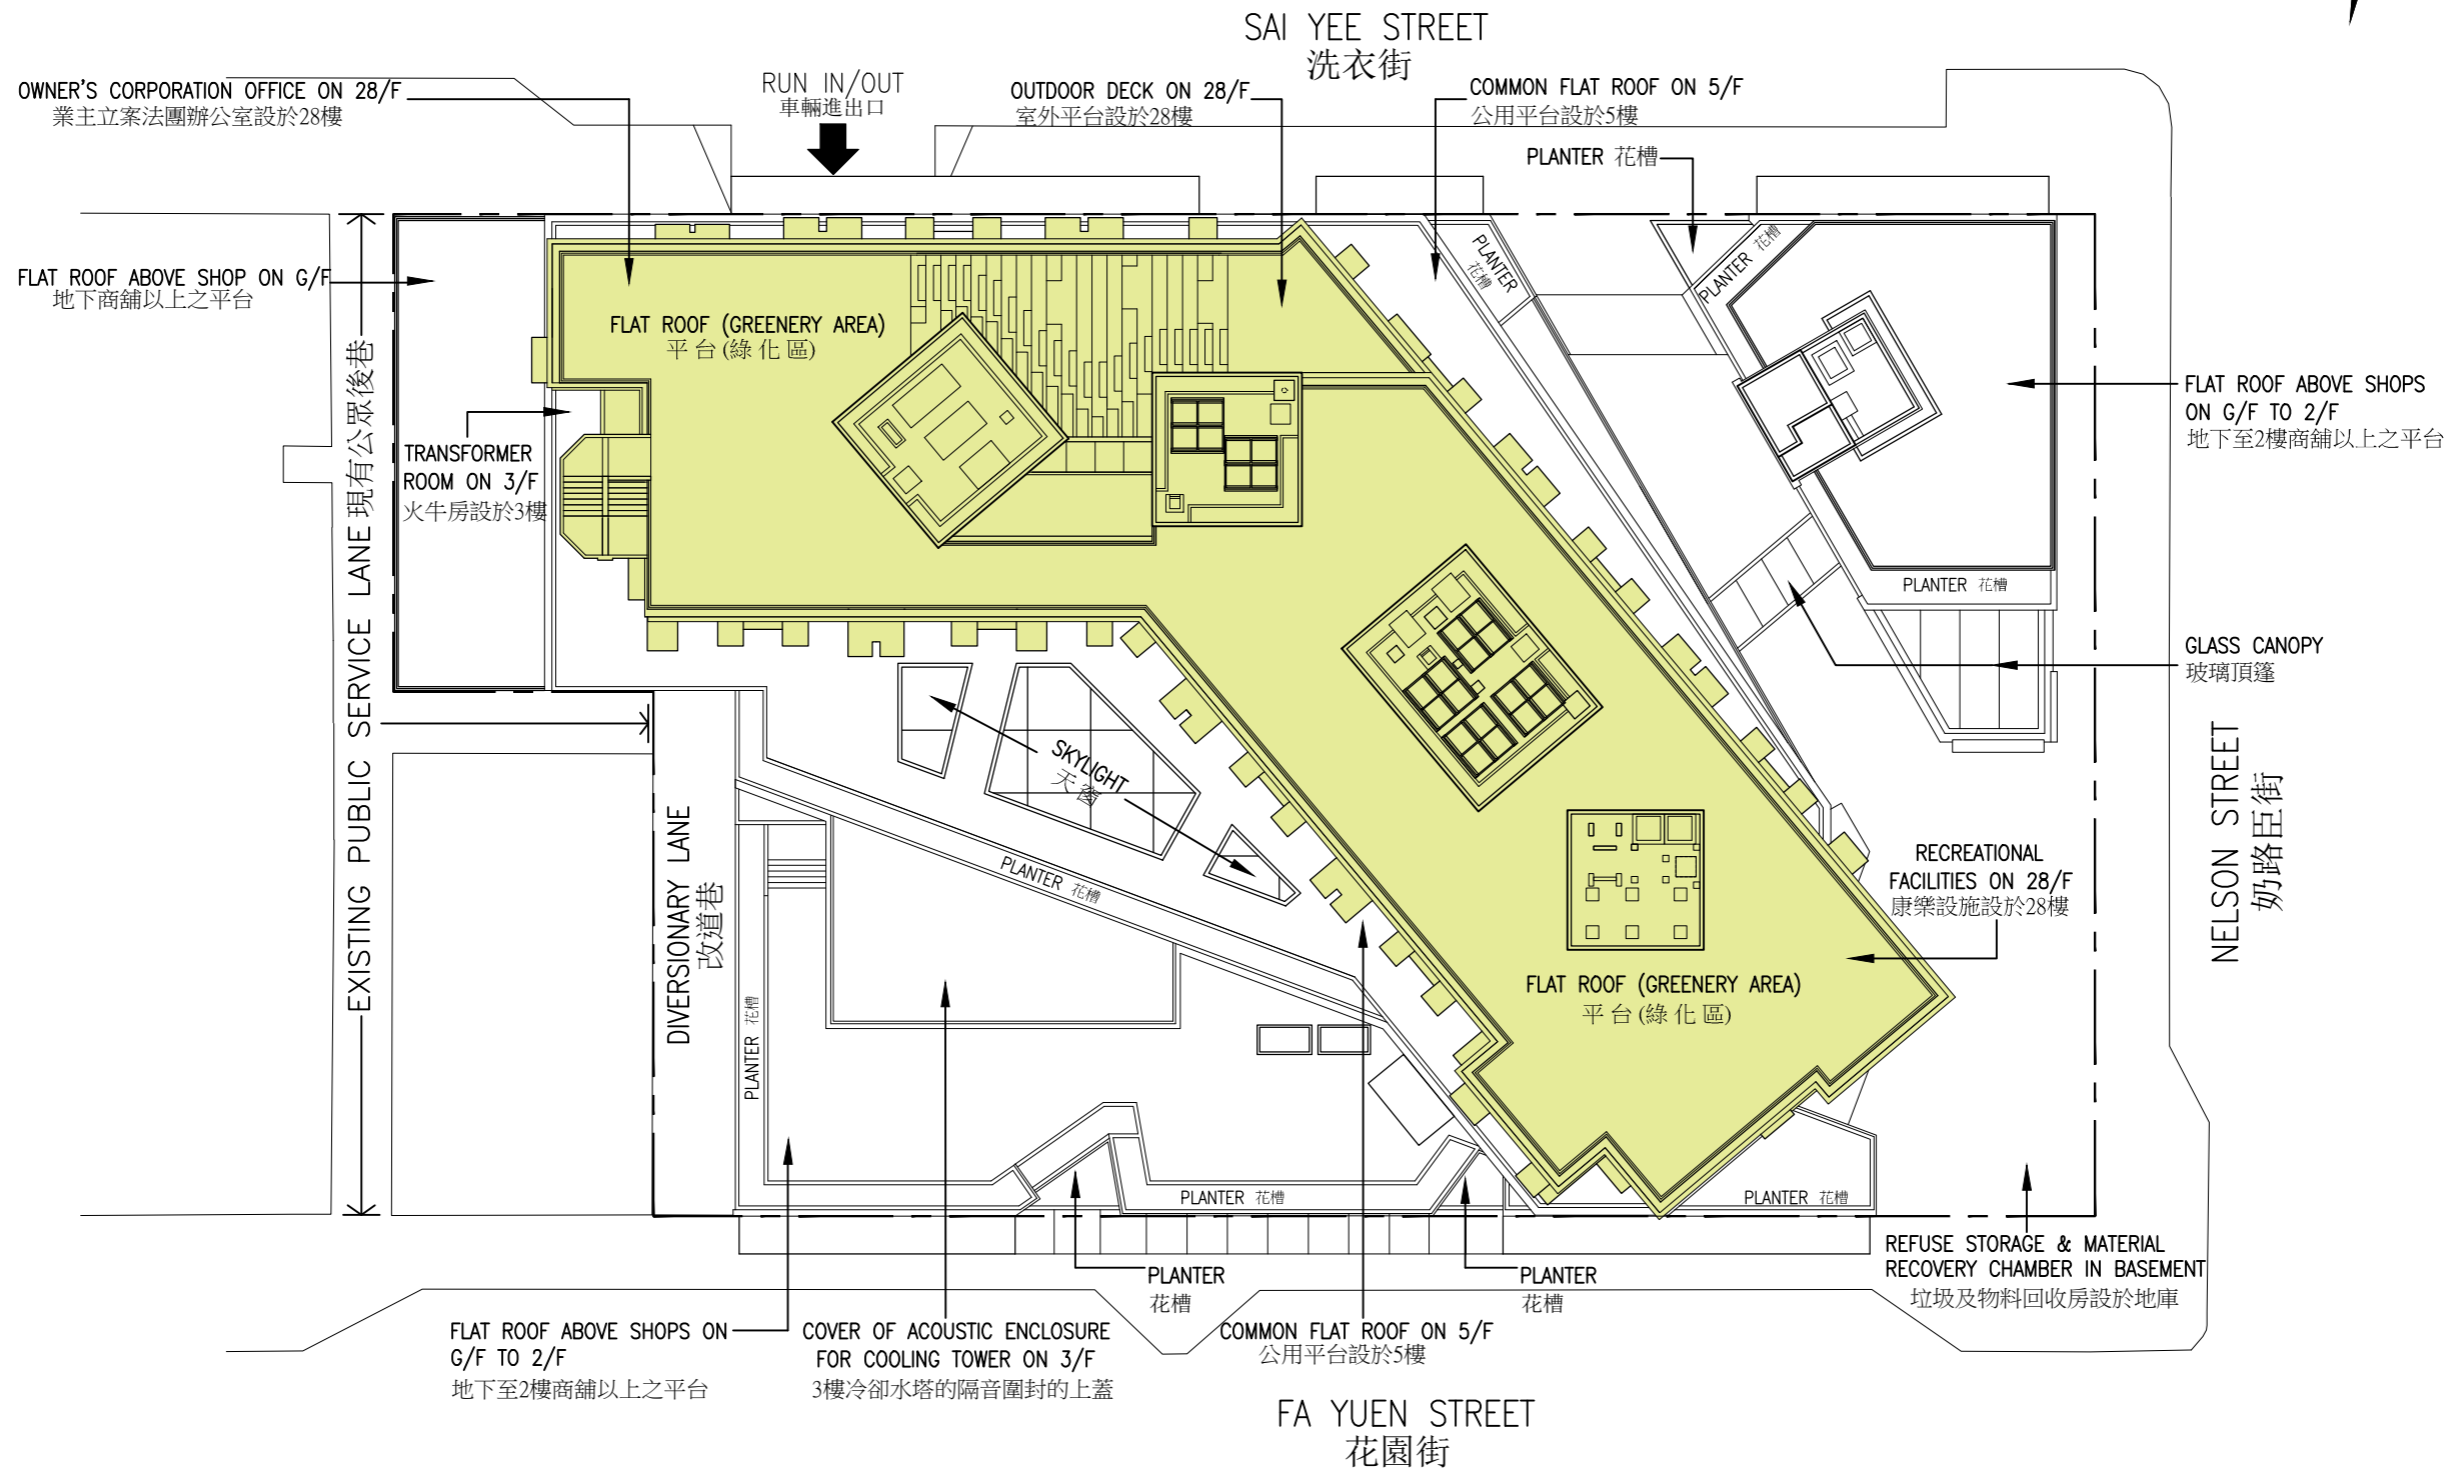 SAI YEE STREET
洗衣街
OWNER'S CORPORATION OFFICE ON 28/F
業主立案法團辦公室設於28樓
RUN IN/OUT
車輛進出口
OUTDOOR DECK ON 28/F
室外平台設於28樓
COMMON FLAT ROOF ON 5/F
公用平台設於5樓
PLANTER 花槽
PLANTER
花槽
PLANTER 花槽
FLAT ROOF ABOVE SHOP ON G/F
地下商舖以上之平台
FLAT ROOF (GREENERY AREA)
平台(綠化區)
FLAT ROOF ABOVE SHOPS
ON G/F TO 2/F
地下至2樓商舖以上之平台
TRANSFORMER
ROOM ON 3/F
火牛房設於3樓
EXISTING PUBLIC SERVICE LANE 現有公眾後巷
PLANTER 花槽
GLASS CANOPY
玻璃頂篷
SKYLIGHT
天窗
NELSON STREET
奶路臣街
DIVERSIONARY LANE
改道巷
PLANTER 花槽
RECREATIONAL
FACILITIES ON 28/F
康樂設施設於28樓
FLAT ROOF (GREENERY AREA)
平台(綠化區)
PLANTER 花槽
PLANTER 花槽
PLANTER 花槽
REFUSE STORAGE & MATERIAL
RECOVERY CHAMBER IN BASEMENT
垃圾及物料回收房設於地庫
PLANTER
花槽
PLANTER
花槽
FLAT ROOF ABOVE SHOPS ON
G/F TO 2/F
地下至2樓商舖以上之平台
COVER OF ACOUSTIC ENCLOSURE
FOR COOLING TOWER ON 3/F
3樓冷卻水塔的隔音圍封的上蓋
COMMON FLAT ROOF ON 5/F
公用平台設於5樓
FA YUEN STREET
花園街